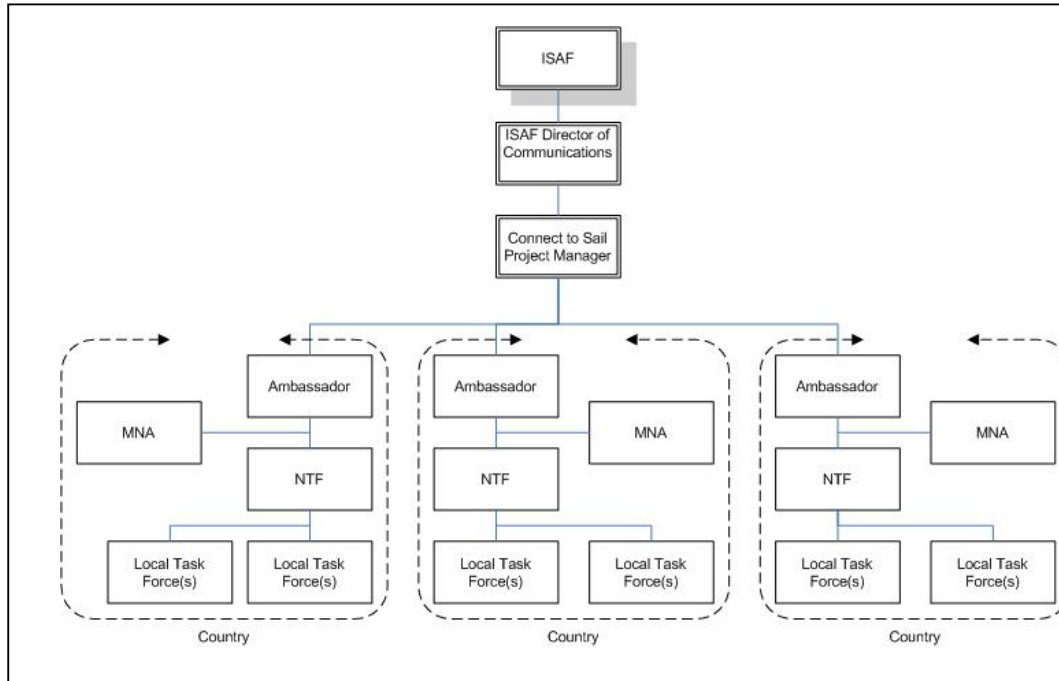 ISAF
ISAF Director of
Communications
Connect to Sail
Project Manager
Ambassador
MNA
NTF
Local Task
Force(s)
Local Task
Force(s)
Country
Ambassador
MNA
NTF
Local Task
Force(s)
Local Task
Force(s)
Country
Ambassador
MNA
NTF
Local Task
Force(s)
Local Task
Force(s)
Country